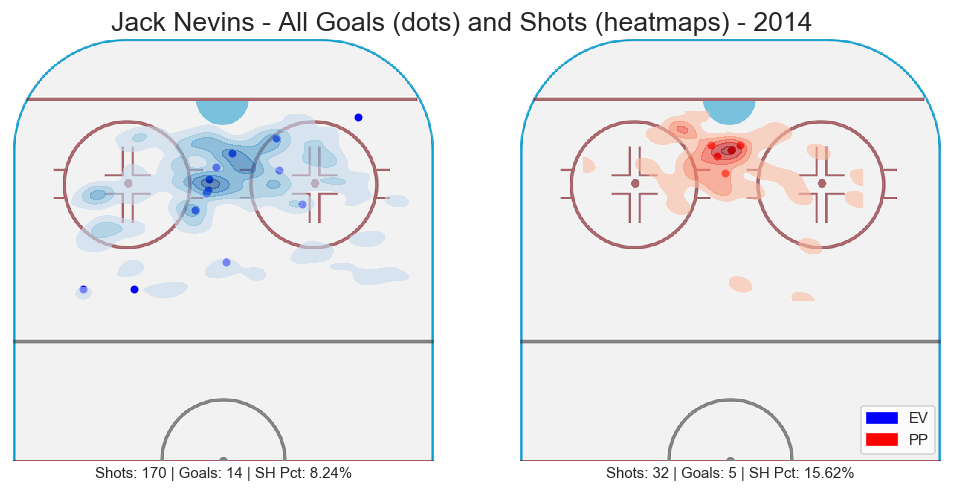 Jack Nevins - All Goals (dots) and Shots (heatmaps) - 2014
EV
PP
Shots: 170 | Goals: 14 | SH Pct: 8.24%
Shots: 32 | Goals: 5 | SH Pct: 15.62%